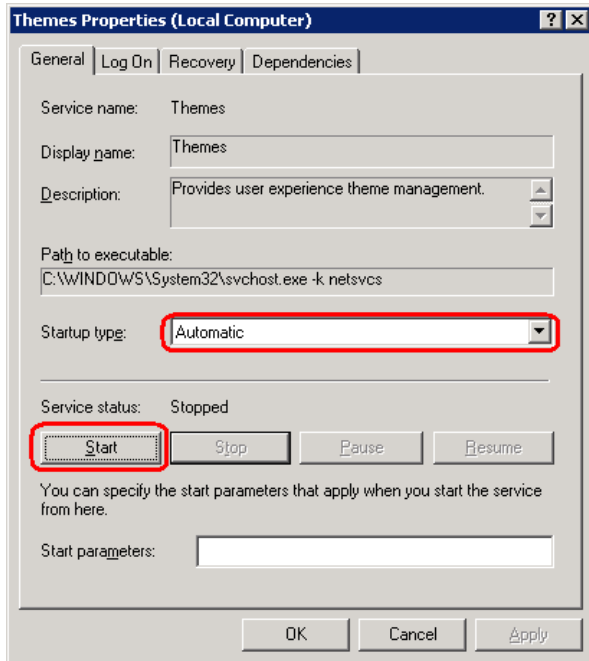 Themes Properties (Local Computer)
General Log On Recovery Dependencies
Service name: Themes
Display name: Themes
Description: Provides user experience theme management.
Path to executable:
C:\WINDOWS\System32\svchost.exe -k netsvcs
Startup type: Automatic
Service status: Stopped
Start Stop Pause Resume
You can specify the start parameters that apply when you start the service
from here.
Start parameters:
OK Cancel Apply